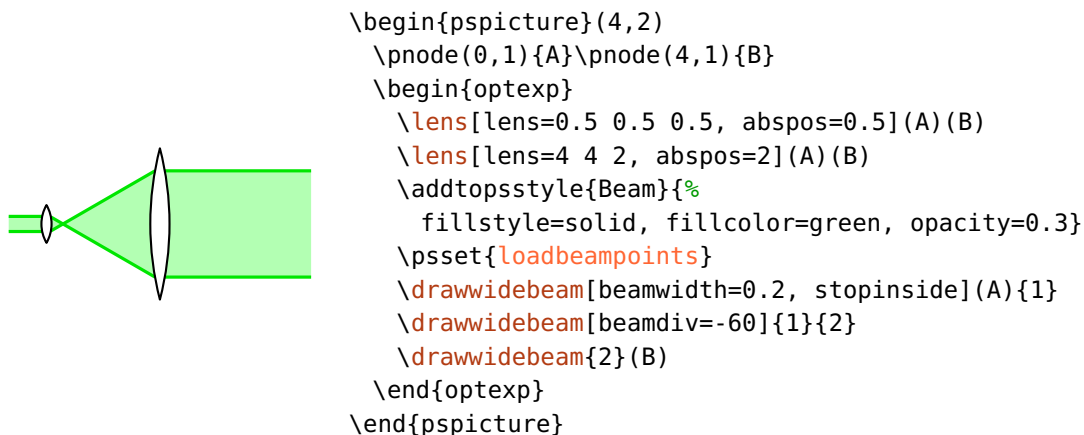 \begin{pspicture}(4,2)
\pnode(0,1){A}\pnode(4,1){B}
\begin{optexp}
\lens[lens=0.5 0.5 0.5, abspos=0.5](A)(B)
\lens[lens=4 4 2, abspos=2](A)(B)
\addtopsstyle{Beam}{%
fillstyle=solid, fillcolor=green, opacity=0.3}
\psset{loadbeampoints}
\drawwidebeam[beamwidth=0.2, stopinside](A){1}
\drawwidebeam[beamdiv=-60]{1}{2}
\drawwidebeam{2}(B)
\end{optexp}
\end{pspicture}